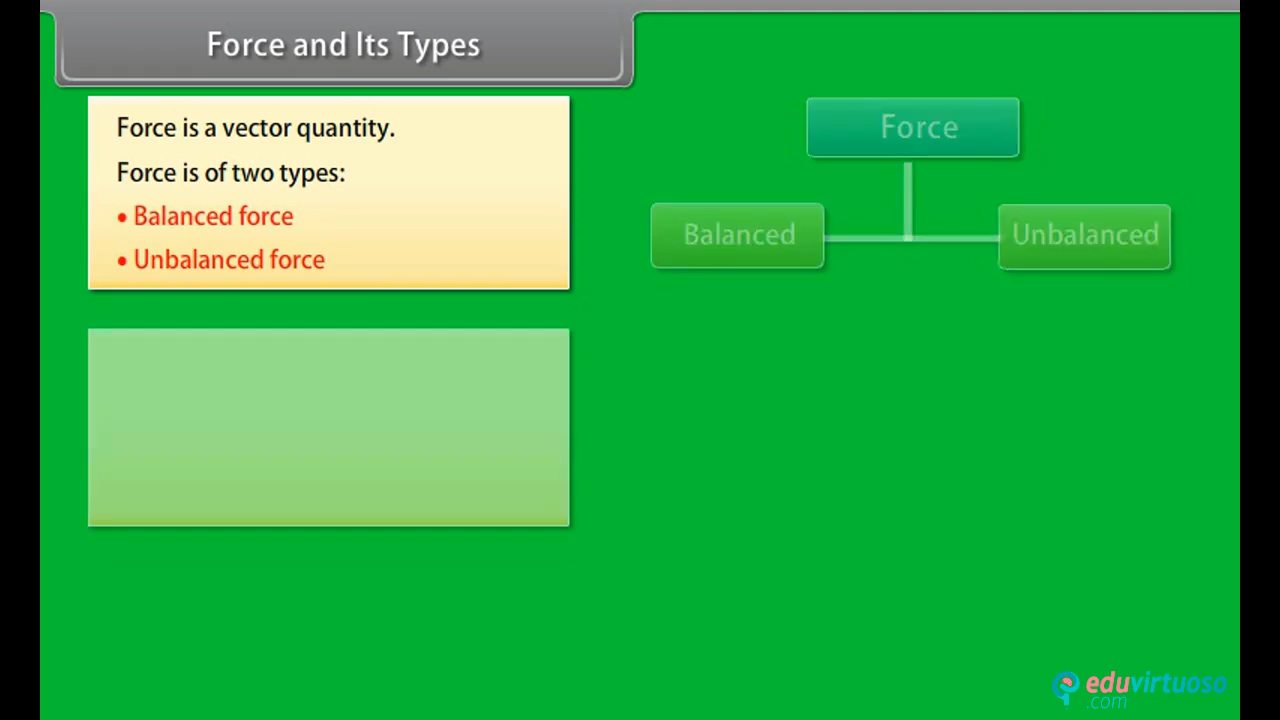 Force and Its Types
Force is a vector quantity.
Force is of two types:
• Balanced force
• Unbalanced force
Force
Balanced
Unbalanced
eduvirtuoso
.com